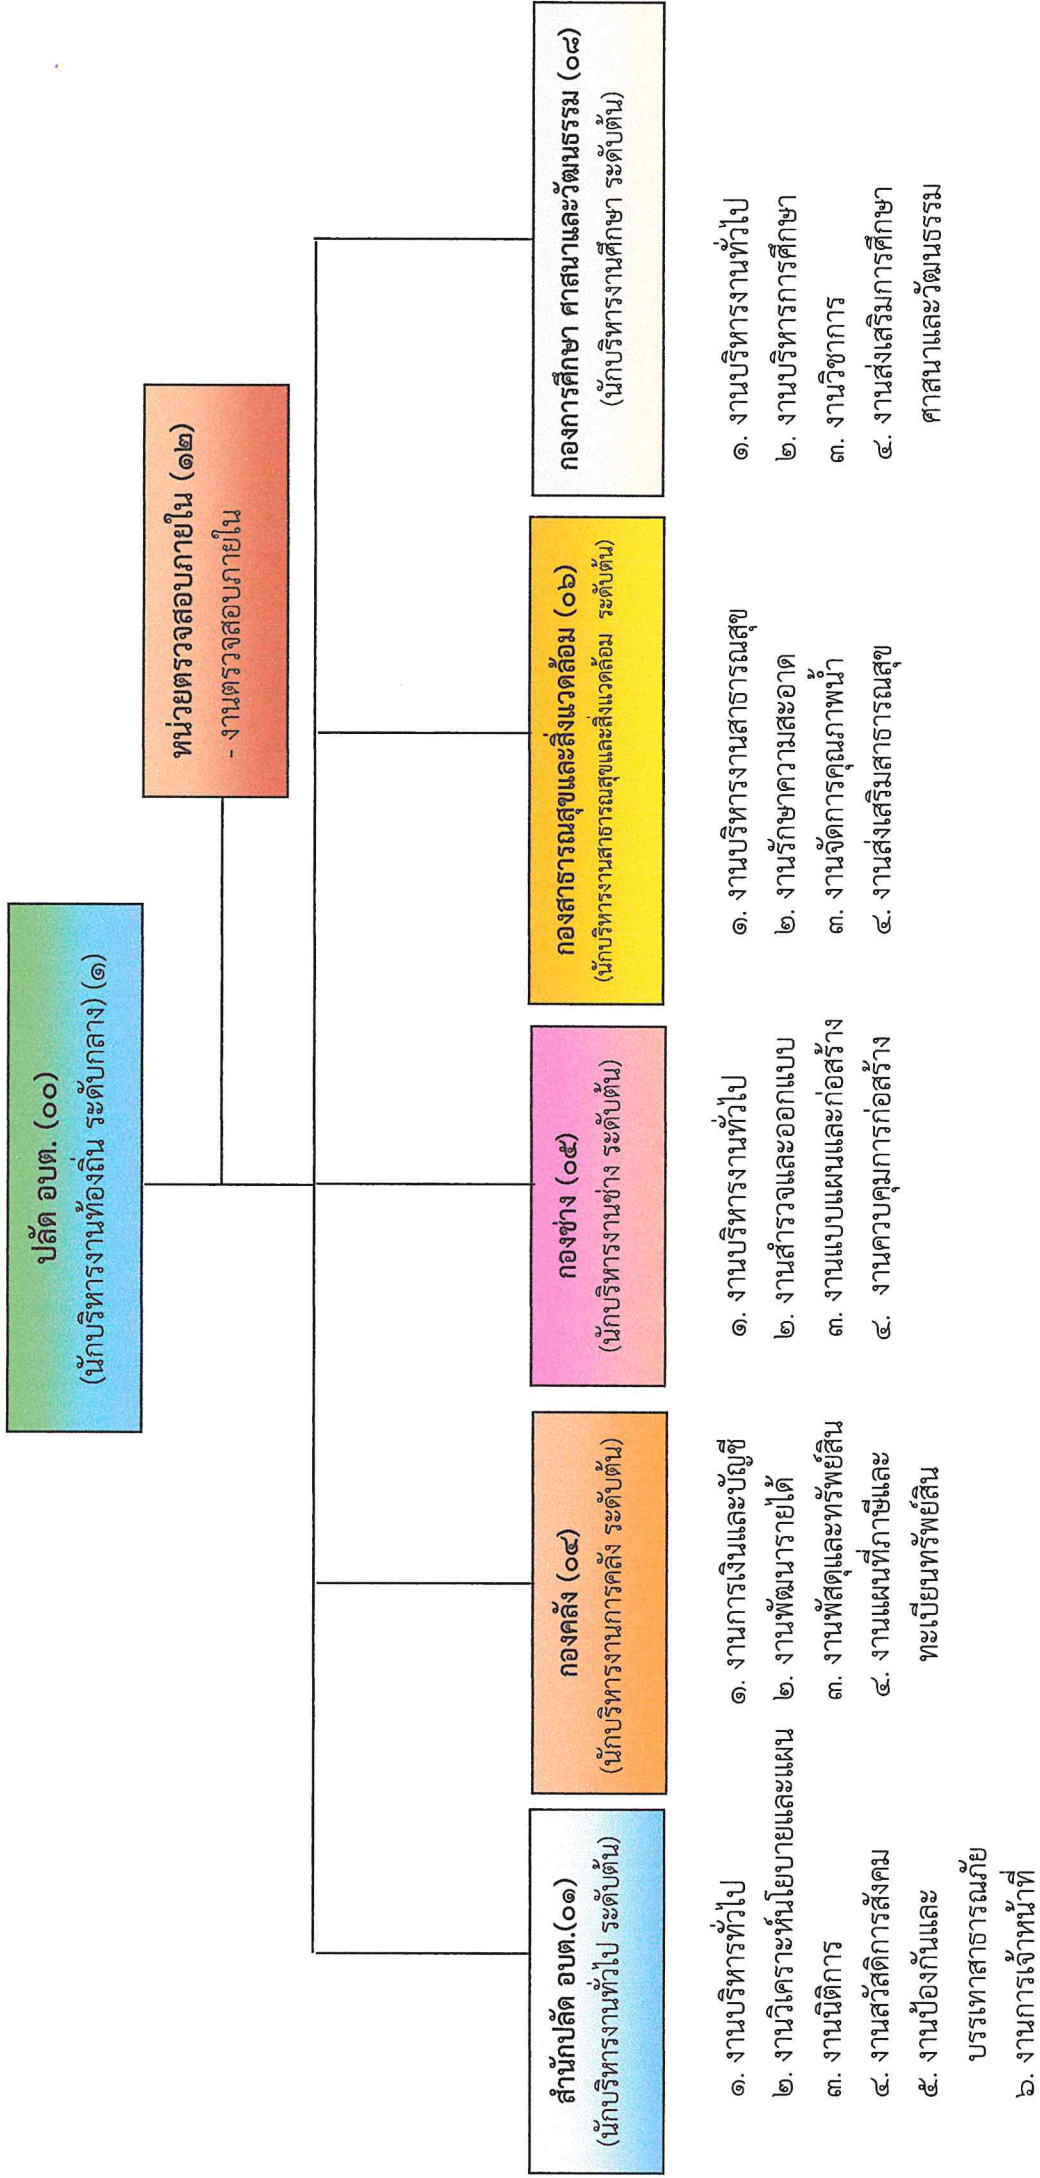 ปลัด อบต. (๐๐)
(นักบริหารงานท้องถิ่น ระดับกลาง) (๑)
หน่วยตรวจสอบภายใน (๑๒)
- งานตรวจสอบภายใน
สำนักปลัด อบต.(๐๑)
(นักบริหารงานทั่วไป ระดับต้น)
๑. งานบริหารทั่วไป
๒. งานวิเคราะห์นโยบายและแผน
๓. งานนิติการ
๔. งานสวัสดิการสังคม
๕. งานป้องกันและ
บรรเทาสาธารณภัย
๖. งานการเจ้าหน้าที่
กองคลัง (๐๔)
(นักบริหารงานการคลัง ระดับต้น)
๑. งานการเงินและบัญชี
๒. งานพัฒนารายได้
๓. งานพัสดุและทรัพย์สิน
๔. งานแผนที่ภาษีและ
ทะเบียนทรัพย์สิน
กองช่าง (๐๕)
(นักบริหารงานช่าง ระดับต้น)
๑. งานบริหารงานทั่วไป
๒. งานสำรวจและออกแบบ
๓. งานแบบแผนและก่อสร้าง
๔. งานควบคุมการก่อสร้าง
กองสาธารณสุขและสิ่งแวดล้อม (๐๖)
(นักบริหารงานสาธารณสุขและสิ่งแวดล้อม ระดับต้น)
๑. งานบริหารงานสาธารณสุข
๒. งานรักษาความสะอาด
๓. งานจัดการคุณภาพน้ำ
๔. งานส่งเสริมสาธารณสุข
กองการศึกษา ศาสนาและวัฒนธรรม (๐๘)
(นักบริหารงานศึกษา ระดับต้น)
๑. งานบริหารงานทั่วไป
๒. งานบริหารการศึกษา
๓. งานวิชาการ
๔. งานส่งเสริมการศึกษา
ศาสนาและวัฒนธรรม